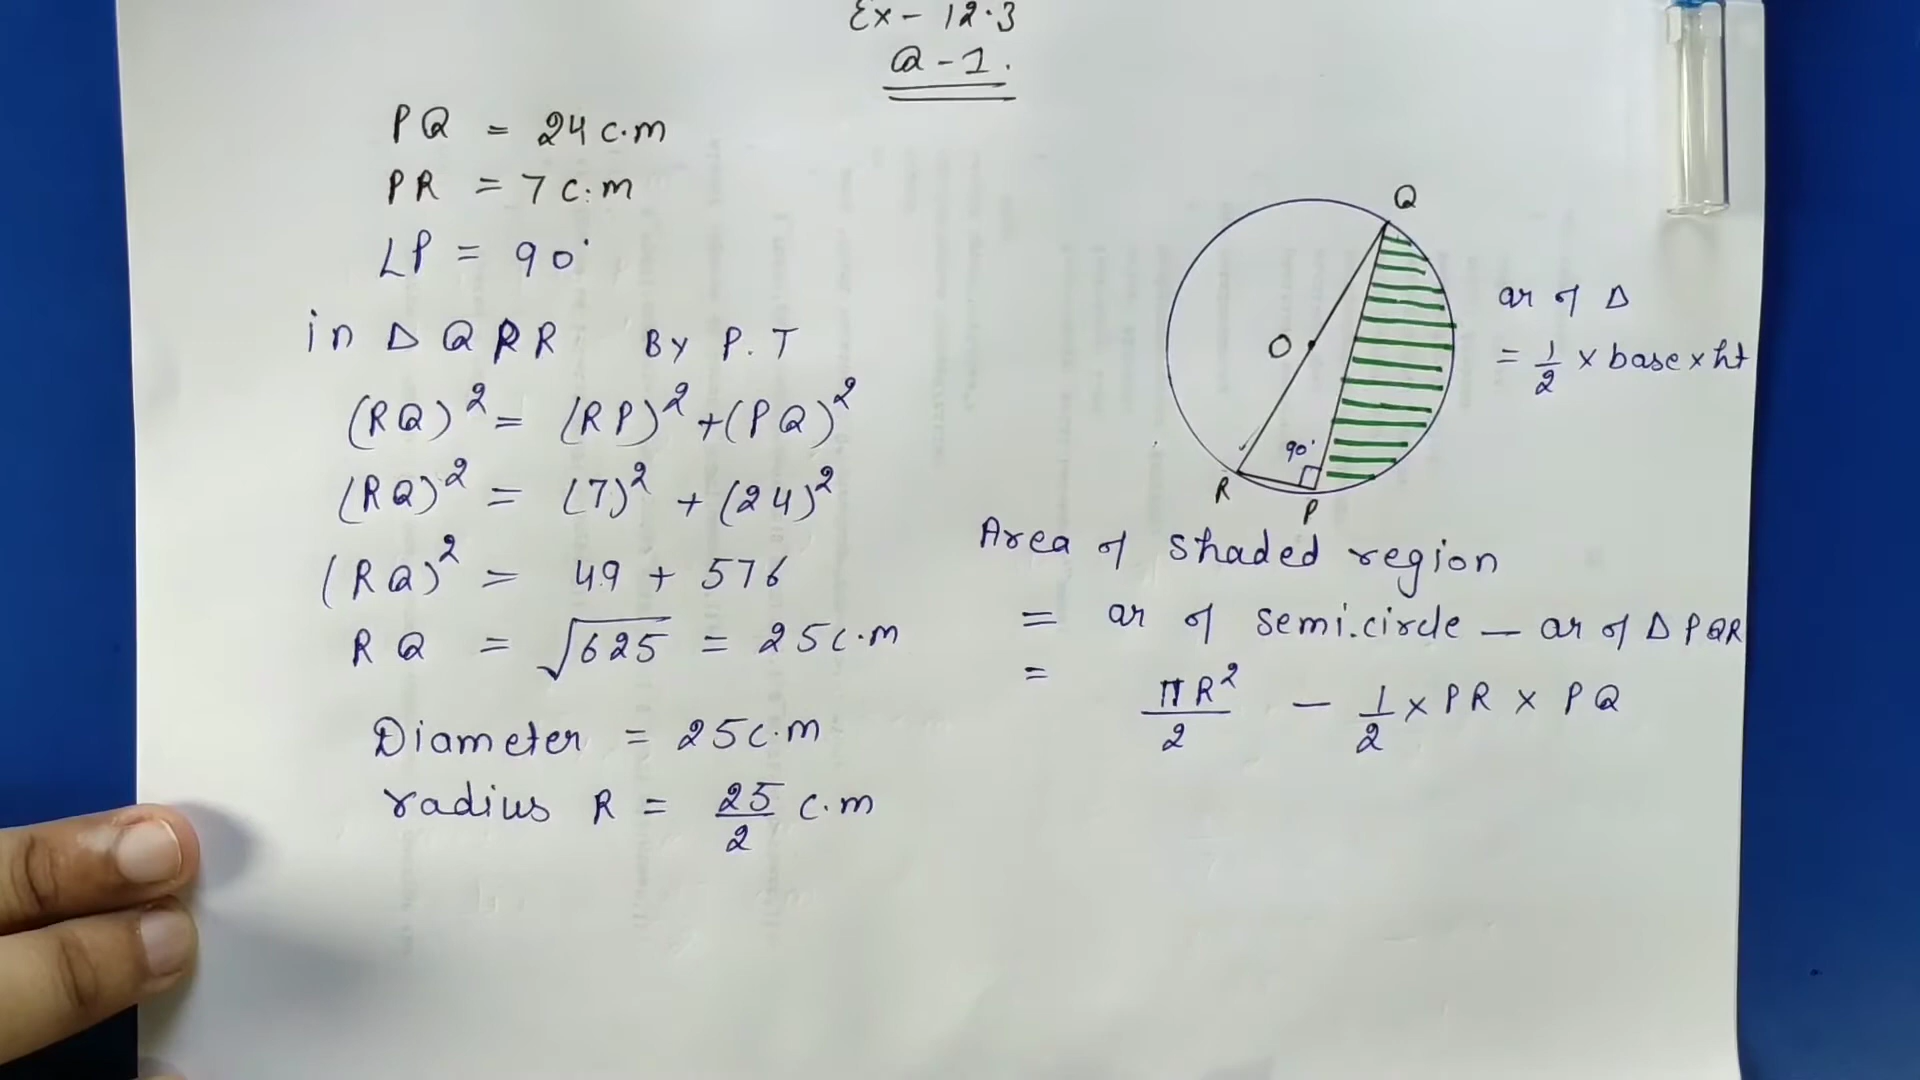 Ex - 12.3
Q - 1.
PQ = 24 c.m
PR = 7 c.m
∠P = 90°
in Δ QPR By P.T
(RQ)² = (RP)² + (PQ)²
(RQ)² = (7)² + (24)²
(RQ)² = 49 + 576
RQ = √625 = 25 c.m
Diameter = 25 c.m
radius R = 25/2 c.m
Q
O
90°
R
P
ar of Δ
= 1/2 × base × ht
Area of shaded region
= ar of semi.circle - ar of Δ PQR
= πR²/2 - 1/2 × PR × PQ